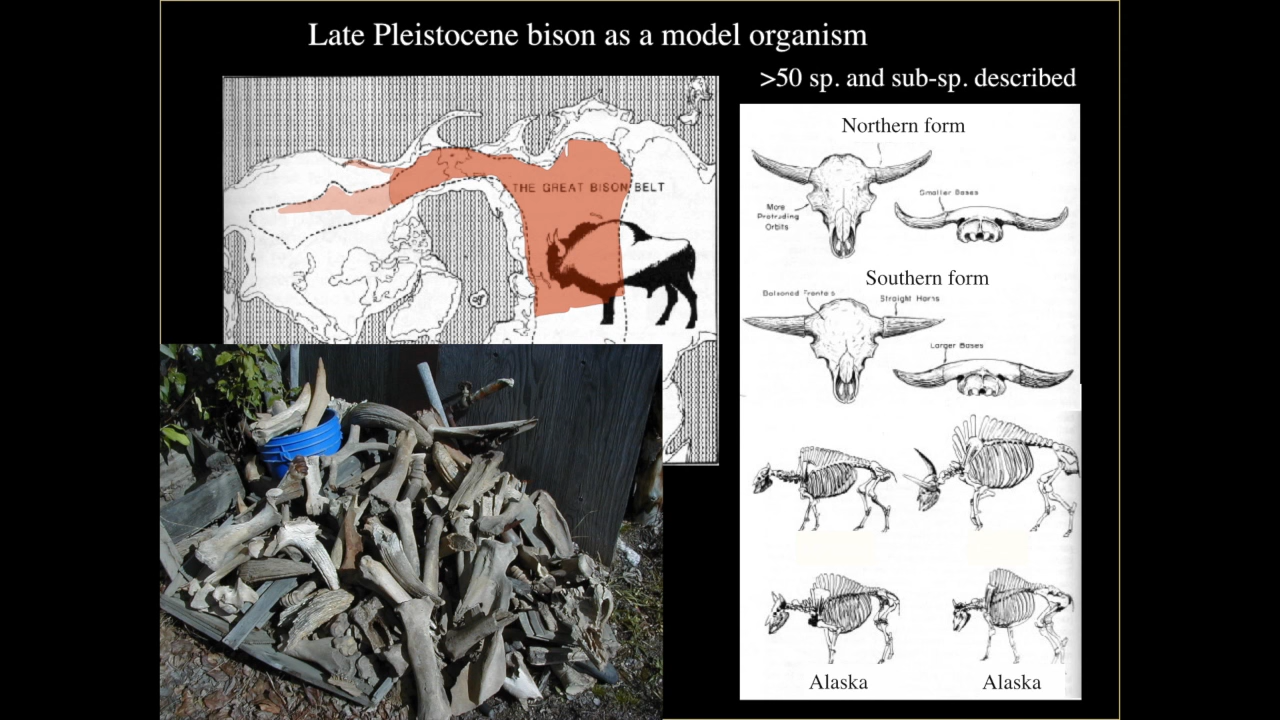 Late Pleistocene bison as a model organism
>50 sp. and sub-sp. described
THE GREAT BISON BELT
Northern form
Smaller Bases
More
Protruding
Orbits
Southern form
Straight Horns
Larger Bases
Alaska
Alaska